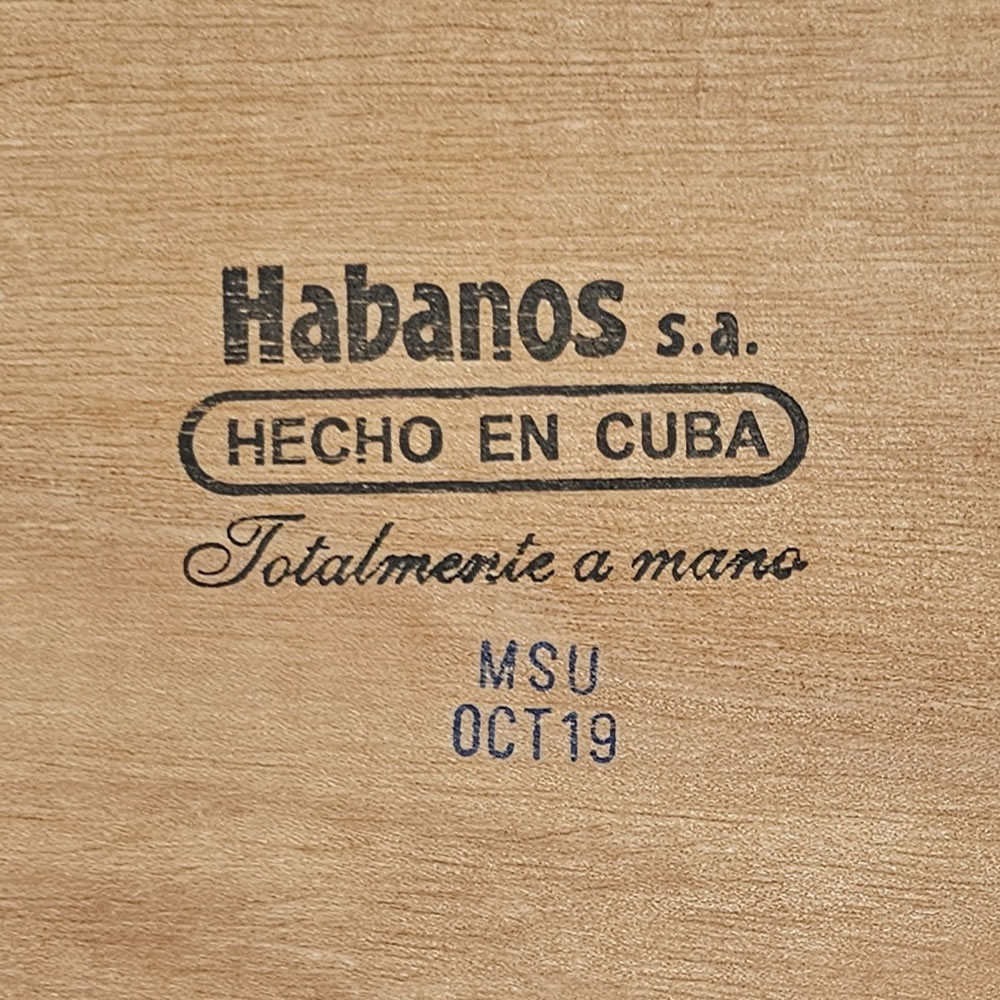 Habanos s.a.
HECHO EN CUBA
Totalmente a mano
MSU
OCT19